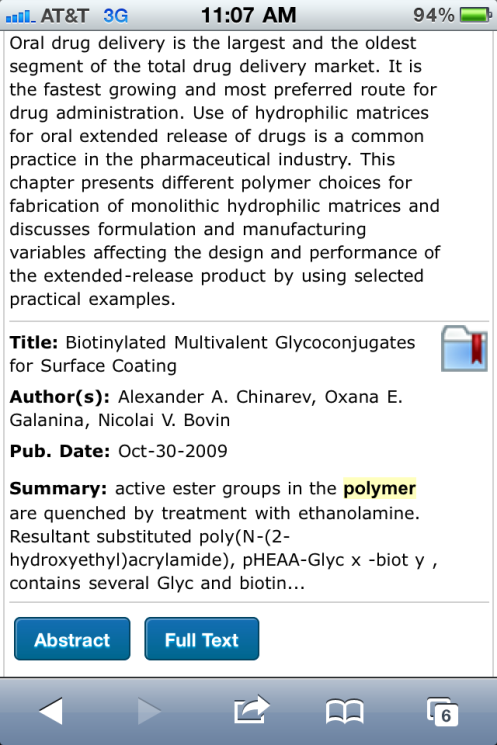 AT&T 3G 11:07 AM 94%
Oral drug delivery is the largest and the oldest
segment of the total drug delivery market. It is
the fastest growing and most preferred route for
drug administration. Use of hydrophilic matrices
for oral extended release of drugs is a common
practice in the pharmaceutical industry. This
chapter presents different polymer choices for
fabrication of monolithic hydrophilic matrices and
discusses formulation and manufacturing
variables affecting the design and performance of
the extended-release product by using selected
practical examples.
Title: Biotinylated Multivalent Glycoconjugates
for Surface Coating
Author(s): Alexander A. Chinarev, Oxana E.
Galanina, Nicolai V. Bovin
Pub. Date: Oct-30-2009
Summary: active ester groups in the polymer
are quenched by treatment with ethanolamine.
Resultant substituted poly(N-(2-
hydroxyethyl)acrylamide), pHEAA-Glyc x -biot y ,
contains several Glyc and biotin...
Abstract Full Text
6